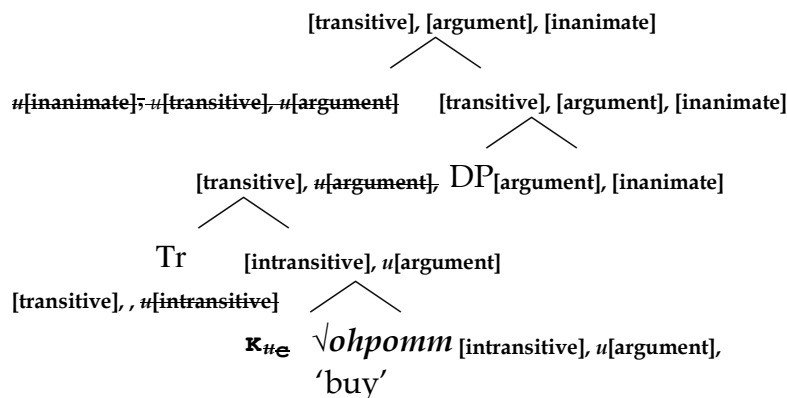 [transitive], [argument], [inanimate]
u[inanimate], u[transitive], u[argument] [transitive], [argument], [inanimate]
[transitive], u[argument], DP[argument], [inanimate]
Tr [intransitive], u[argument]
[transitive], , u[intransitive]
K √ohpomm [intransitive], u[argument],
‘buy’